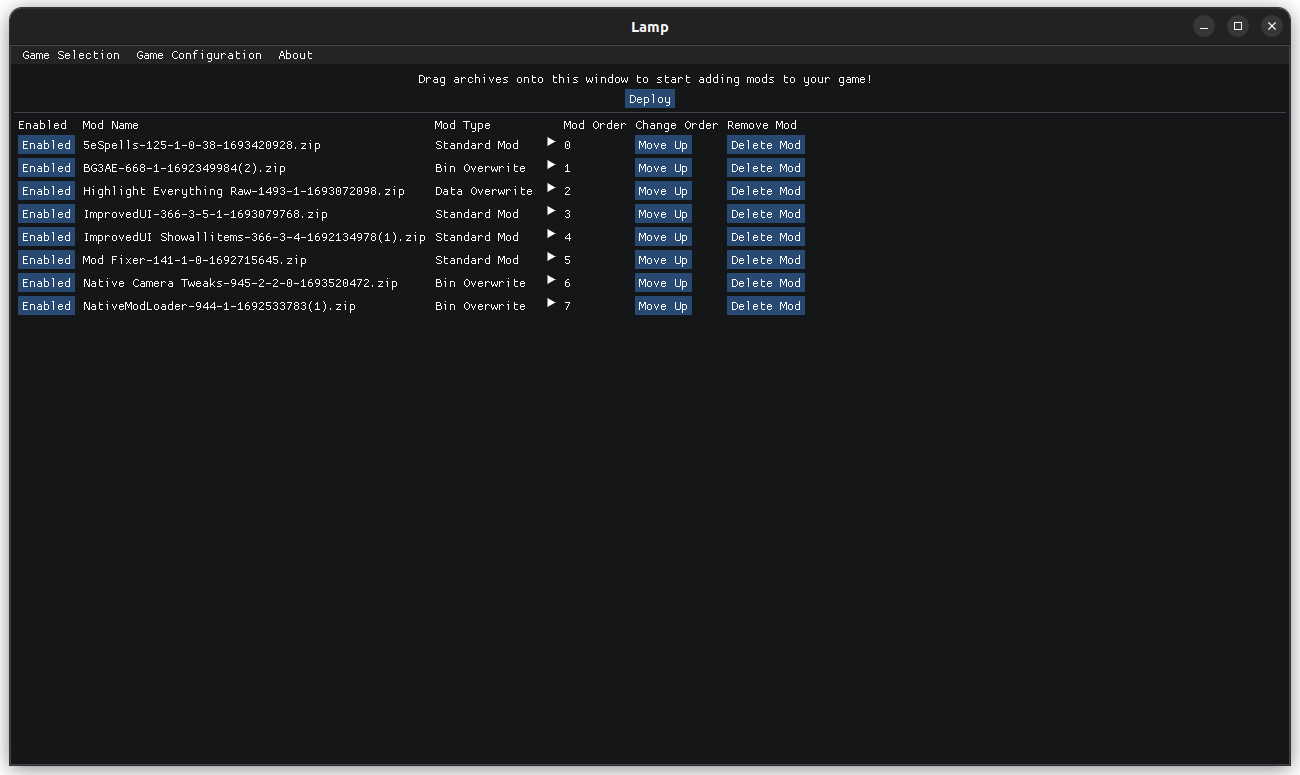 Lamp
Game Selection Game Configuration About
Drag archives onto this window to start adding mods to your game!
Deploy
Enabled Mod Name Mod Type Mod Order Change Order Remove Mod
Enabled 5eSpells-125-1-0-38-1693420928.zip Standard Mod 0 Move Up Delete Mod
Enabled BG3AE-668-1-1692349984(2).zip Bin Overwrite 1 Move Up Delete Mod
Enabled Highlight Everything Raw-1493-1-1693072098.zip Data Overwrite 2 Move Up Delete Mod
Enabled ImprovedUI-366-3-5-1-1693079768.zip Standard Mod 3 Move Up Delete Mod
Enabled ImprovedUI Showallitems-366-3-4-1692134978(1).zip Standard Mod 4 Move Up Delete Mod
Enabled Mod Fixer-141-1-0-1692715645.zip Standard Mod 5 Move Up Delete Mod
Enabled Native Camera Tweaks-945-2-2-0-1693520472.zip Bin Overwrite 6 Move Up Delete Mod
Enabled NativeModLoader-944-1-1692533783(1).zip Bin Overwrite 7 Move Up Delete Mod